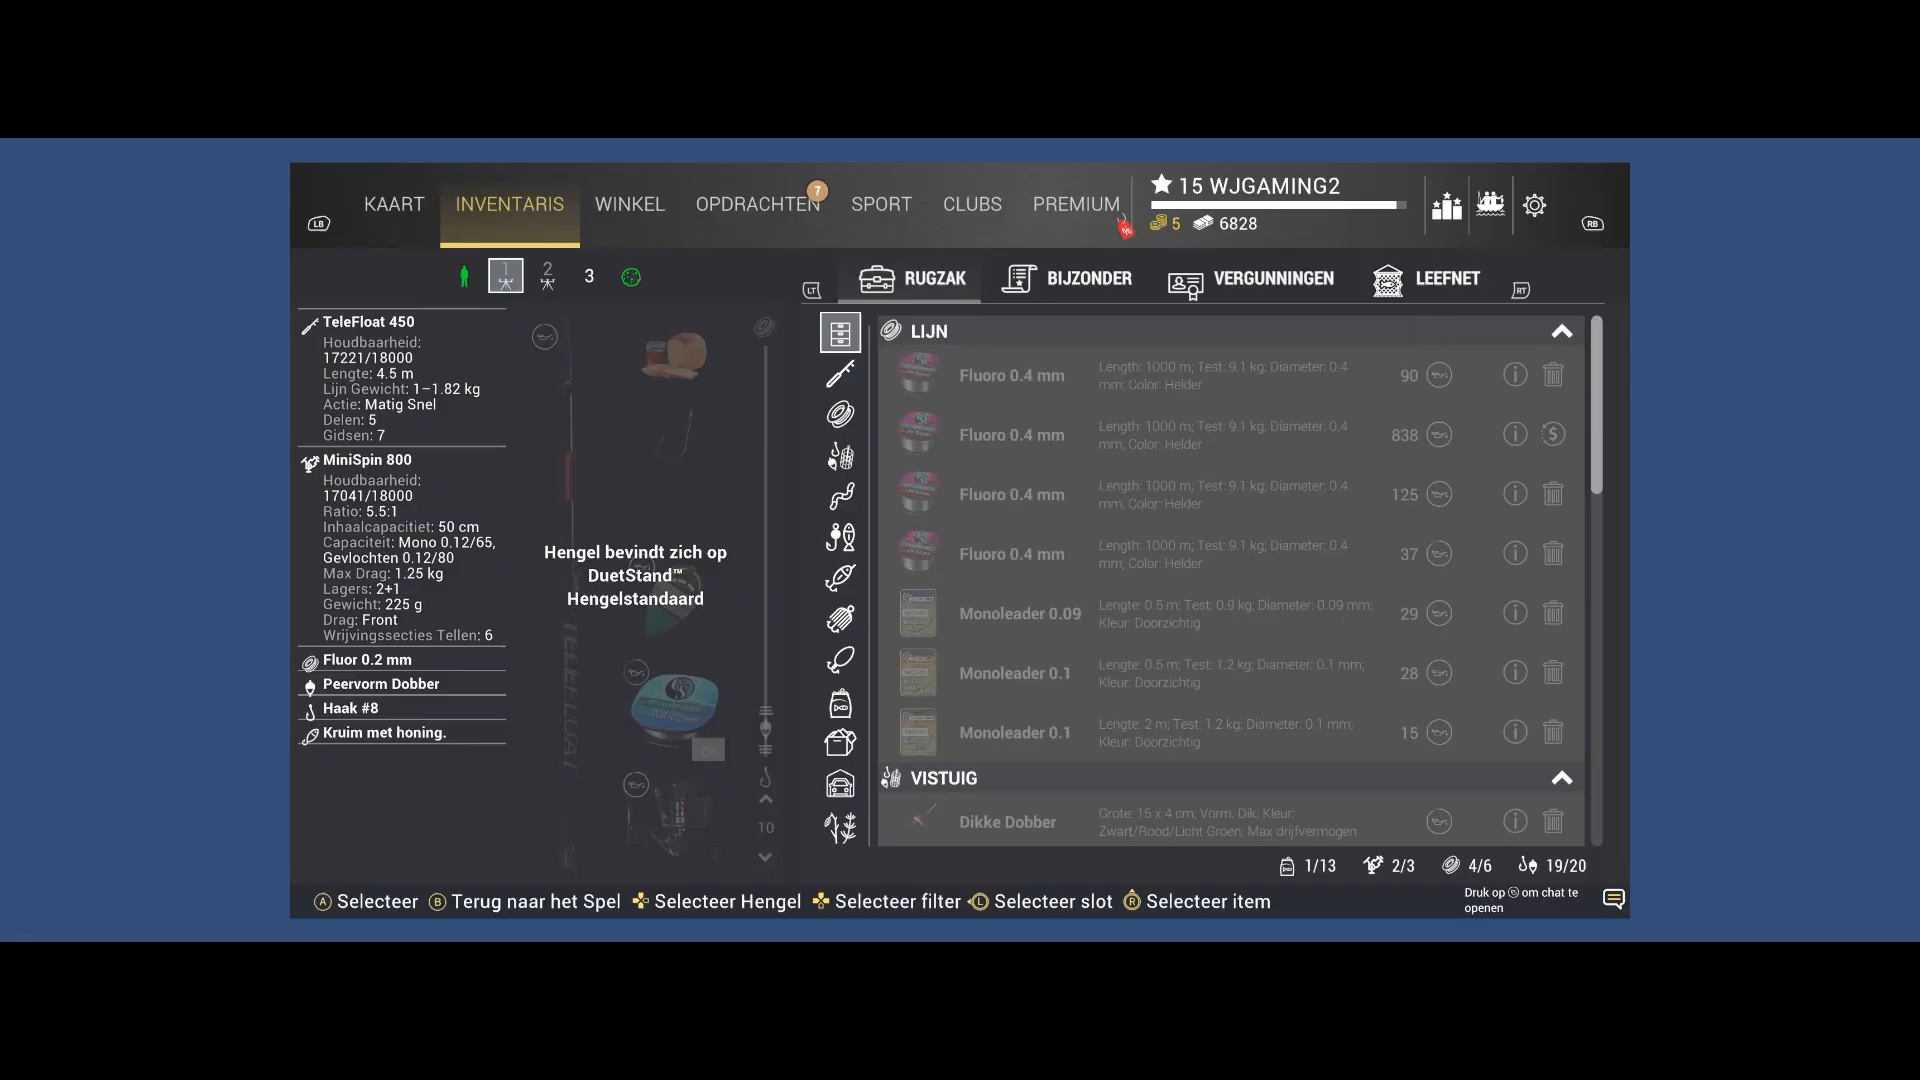 LB
KAART
INVENTARIS
WINKEL
OPDRACHTEN
7
SPORT
CLUBS
PREMIUM
15 WJGAMING2
5
6828
RB
1
2
3
LT
RUGZAK
BIJZONDER
VERGUNNINGEN
LEEFNET
RT
TeleFloat 450
Houdbaarheid:
17221/18000
Lengte: 4.5 m
Lijn Gewicht: 1–1.82 kg
Actie: Matig Snel
Delen: 5
Gidsen: 7
MiniSpin 800
Houdbaarheid:
17041/18000
Ratio: 5.5:1
Inhaalcapacitiet: 50 cm
Capaciteit: Mono 0.12/65,
Gevlochten 0.12/80
Max Drag: 1.25 kg
Lagers: 2+1
Gewicht: 225 g
Drag: Front
Wrijvingssecties Tellen: 6
Fluor 0.2 mm
Peervorm Dobber
Haak #8
Kruim met honing.
Hengel bevindt zich op
DuetStand™
Hengelstandaard
TELEFLOAT
10
LIJN
Fluoro 0.4 mm
Length: 1000 m; Test: 9.1 kg; Diameter: 0.4
mm; Color: Helder
90
Fluoro 0.4 mm
Length: 1000 m; Test: 9.1 kg; Diameter: 0.4
mm; Color: Helder
838
Fluoro 0.4 mm
Length: 1000 m; Test: 9.1 kg; Diameter: 0.4
mm; Color: Helder
125
Fluoro 0.4 mm
Length: 1000 m; Test: 9.1 kg; Diameter: 0.4
mm; Color: Helder
37
Monoleader 0.09
Lengte: 0.5 m; Test: 0.9 kg; Diameter: 0.09 mm;
Kleur: Doorzichtig
29
Monoleader 0.1
Lengte: 0.5 m; Test: 1.2 kg; Diameter: 0.1 mm;
Kleur: Doorzichtig
28
Monoleader 0.1
Lengte: 2 m; Test: 1.2 kg; Diameter: 0.1 mm;
Kleur: Doorzichtig
15
VISTUIG
Dikke Dobber
Grote: 15 x 4 cm; Vorm: Dik; Kleur:
Zwart/Rood/Licht Groen; Max drijfvermogen
1/13
2/3
4/6
19/20
A Selecteer
B Terug naar het Spel
Selecteer Hengel
Selecteer filter
L Selecteer slot
R Selecteer item
Druk op om chat te
openen